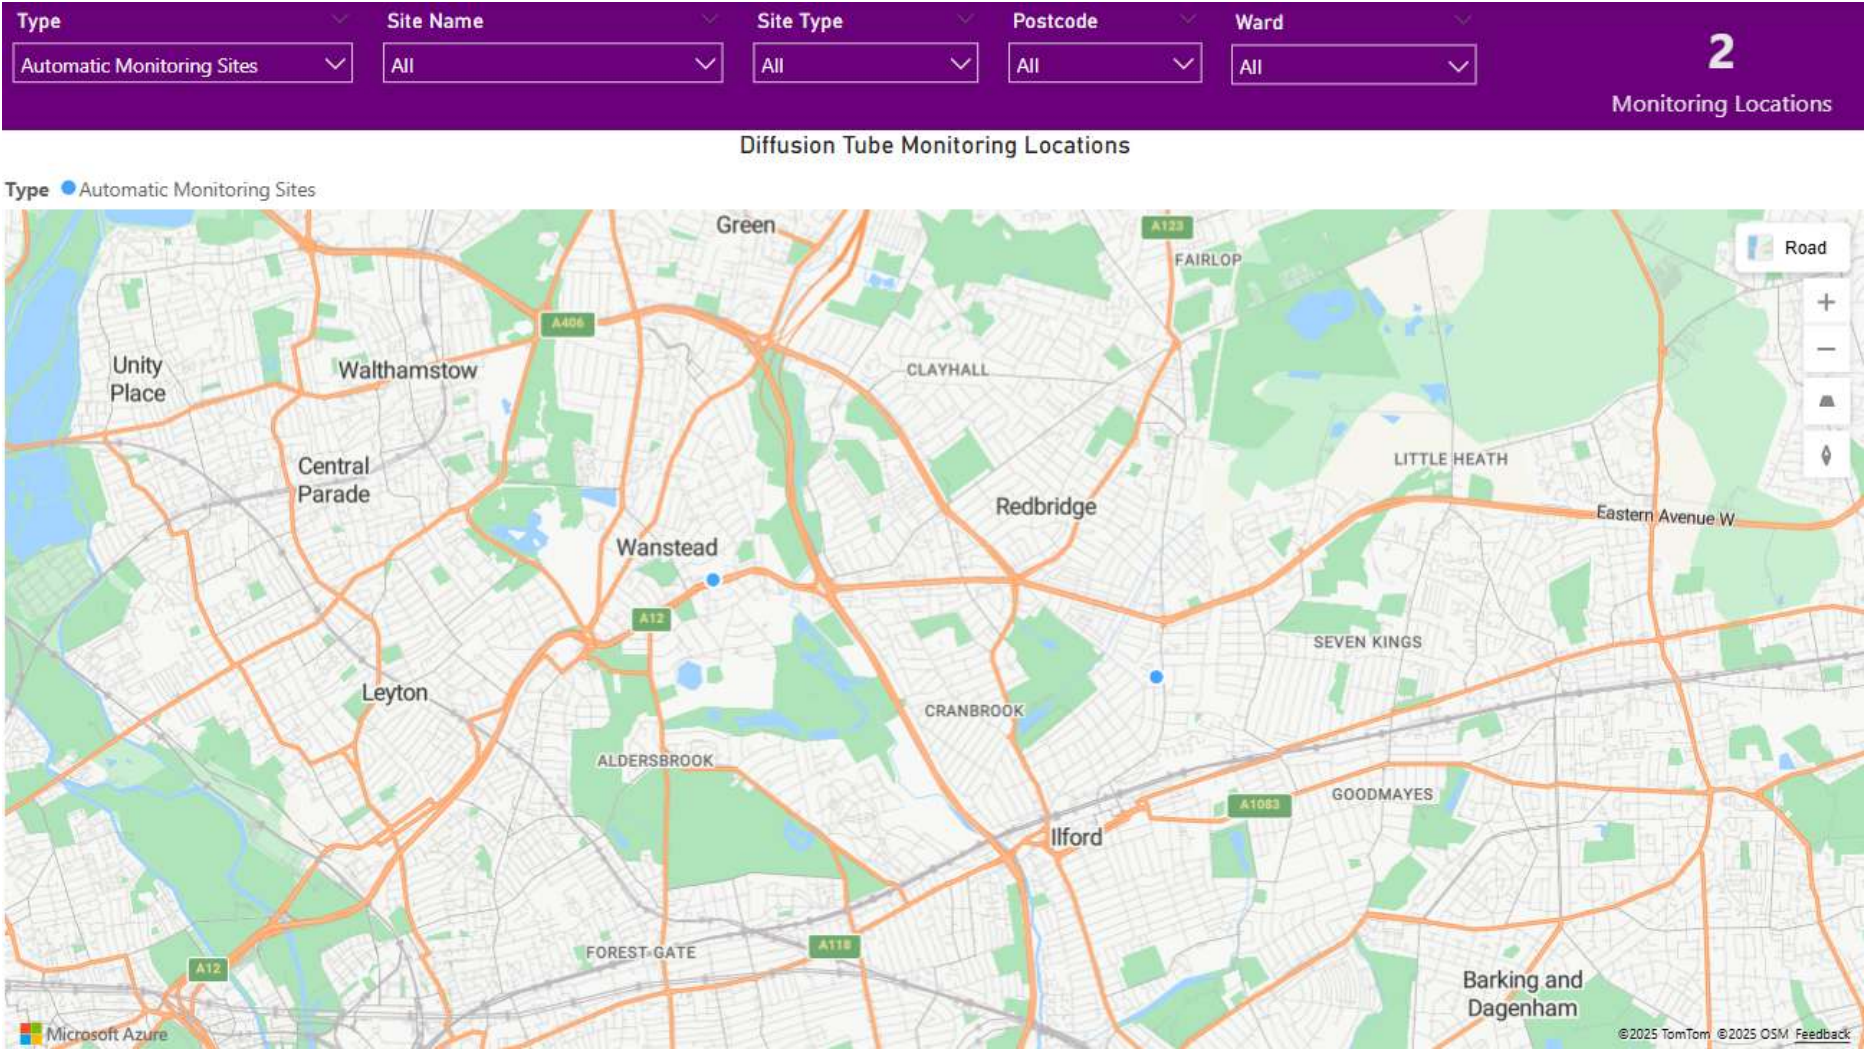 Type
Automatic Monitoring Sites
Site Name
All
Site Type
All
Postcode
All
Ward
All
2
Monitoring Locations
Diffusion Tube Monitoring Locations
Type Automatic Monitoring Sites
Green
A123
FAIRLOP
Road
A406
Unity
Place
Walthamstow
CLAYHALL
Central
Parade
LITTLE HEATH
Redbridge
Eastern Avenue W
Wanstead
A12
SEVEN KINGS
Leyton
CRANBROOK
ALDERSBROOK
GOODMAYES
A1083
Ilford
FOREST GATE
A118
A12
Barking and
Dagenham
Microsoft Azure
©2025 TomTom ©2025 OSM Feedback